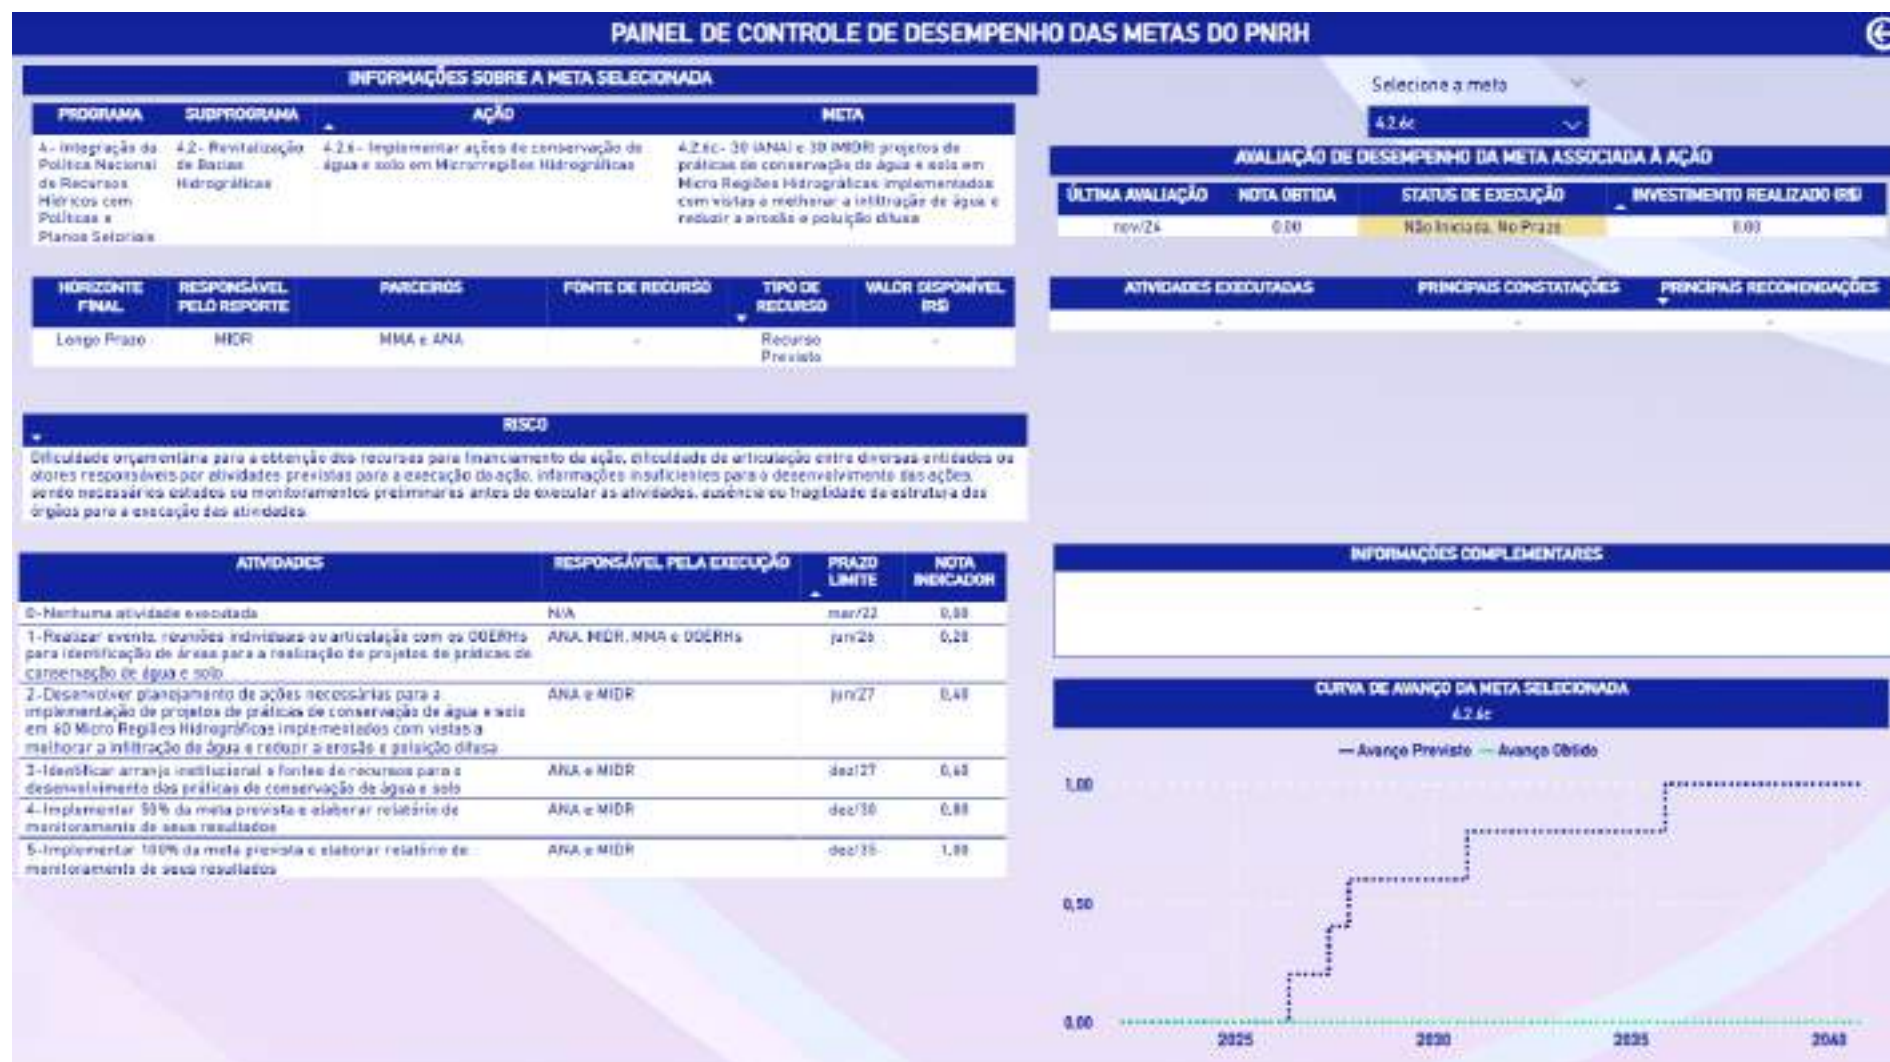 PAINEL DE CONTROLE DE DESEMPENHO DAS METAS DO PNRH
INFORMAÇÕES SOBRE A META SELECIONADA
PROGRAMA SUBPROGRAMA AÇÃO META
4.- Integração da Política Nacional de Recursos Hídricos com Políticas e Planos Setoriais
4.2- Revitalização de Bacias Hidrográficas
4.2.6- Implementar ações de conservação de água e solo em Microrregiões Hidrográficas
4.2.6c- 30 (ANA) e 30 (MIDR) projetos de práticas de conservação de água e solo em Micro Regiões Hidrográficas implementados com vistas a melhorar a infiltração de água e reduzir a erosão e poluição difusa
HORIZONTE FINAL RESPONSÁVEL PELO REPORTE PARCEIROS FONTE DE RECURSO TIPO DE RECURSO VALOR DISPONÍVEL (R$)
Longo Prazo MIDR MMA e ANA - Recurso Previsto -
RISCO
Dificuldade orçamentária para a obtenção dos recursos para financiamento da ação, dificuldade de articulação entre diversas entidades ou
atores responsáveis por atividades previstas para a execução da ação, informações insuficientes para o desenvolvimento das ações,
sendo necessários estudos ou monitoramentos preliminares antes de executar as atividades, ausência ou fragilidade da estrutura dos
órgãos para a execução das atividades.
ATIVIDADES RESPONSÁVEL PELA EXECUÇÃO PRAZO LIMITE NOTA INDICADOR
0-Nenhuma atividade executada N/A mar/22 0,00
1-Realizar evento, reuniões individuais ou articulação com os OGERHs ANA, MIDR, MMA e OGERHs jun/26 0,20
para identificação de áreas para a realização de projetos de práticas de
conservação de água e solo
2-Desenvolver planejamento de ações necessárias para a ANA e MIDR jun/27 0,40
implementação de projetos de práticas de conservação de água e solo
em 60 Micro Regiões Hidrográficas implementados com vistas a
melhorar a infiltração de água e reduzir a erosão e poluição difusa
3-Identificar arranjo institucional e fontes de recursos para o ANA e MIDR dez/27 0,60
desenvolvimento das práticas de conservação de água e solo
4-Implementar 50% da meta prevista e elaborar relatório de ANA e MIDR dez/30 0,80
monitoramento de seus resultados
5-Implementar 100% da meta prevista e elaborar relatório de ANA e MIDR dez/35 1,00
monitoramento de seus resultados
Selecione a meta
4.2.6c
AVALIAÇÃO DE DESEMPENHO DA META ASSOCIADA À AÇÃO
ÚLTIMA AVALIAÇÃO NOTA OBTIDA STATUS DE EXECUÇÃO INVESTIMENTO REALIZADO (R$)
nov/24 0,00 Não Iniciada, No Prazo 0,00
ATIVIDADES EXECUTADAS PRINCIPAIS CONSTATAÇÕES PRINCIPAIS RECOMENDAÇÕES
- - -
INFORMAÇÕES COMPLEMENTARES
-
CURVA DE AVANÇO DA META SELECIONADA
4.2.6c
Avanço Previsto Avanço Obtido
1,00
0,50
0,00
2025 2030 2035 2040